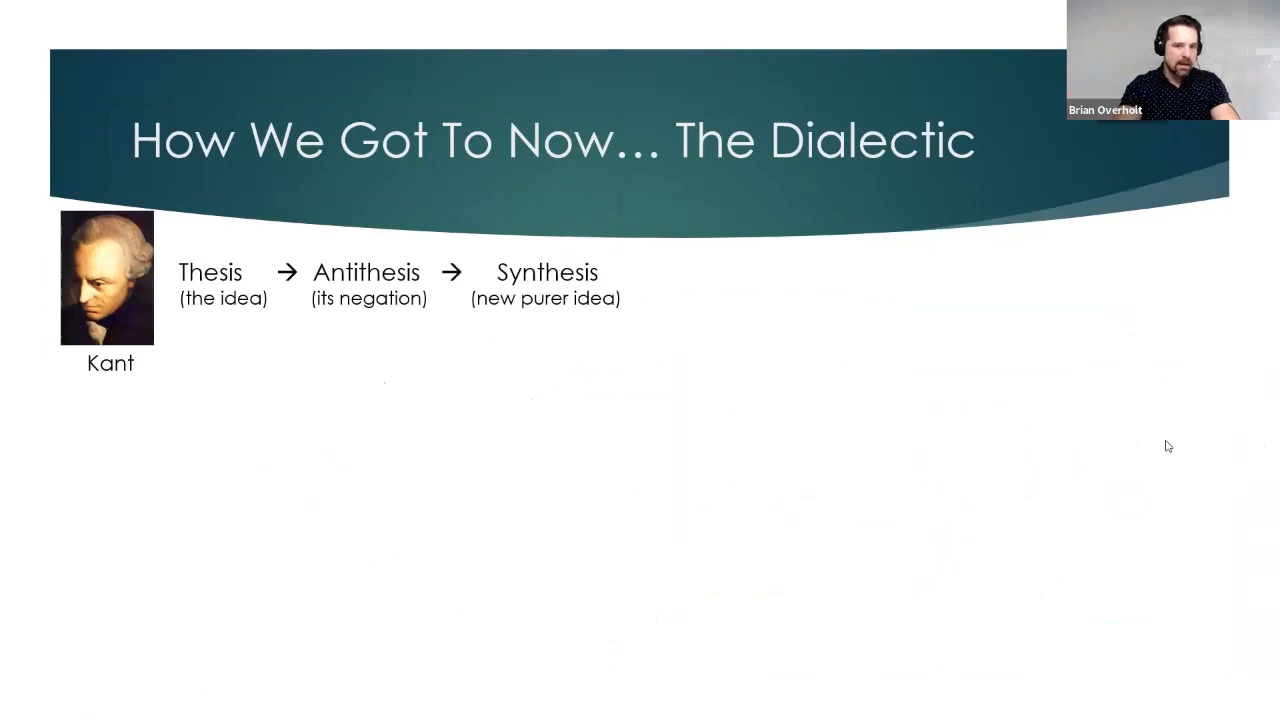 How We Got To Now... The Dialectic
Brian Overholt
Thesis → Antithesis → Synthesis
(the idea) (its negation) (new purer idea)
Kant